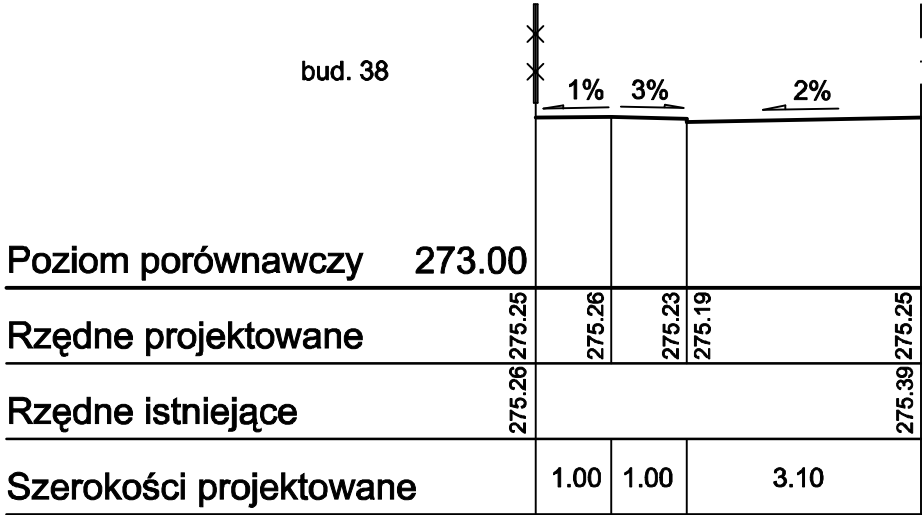 bud. 38
1% 3% 2%
Poziom porównawczy 273.00
Rzędne projektowane 275.25 275.26 275.23 275.19 275.25
Rzędne istniejące 275.26 275.39
Szerokości projektowane 1.00 1.00 3.10